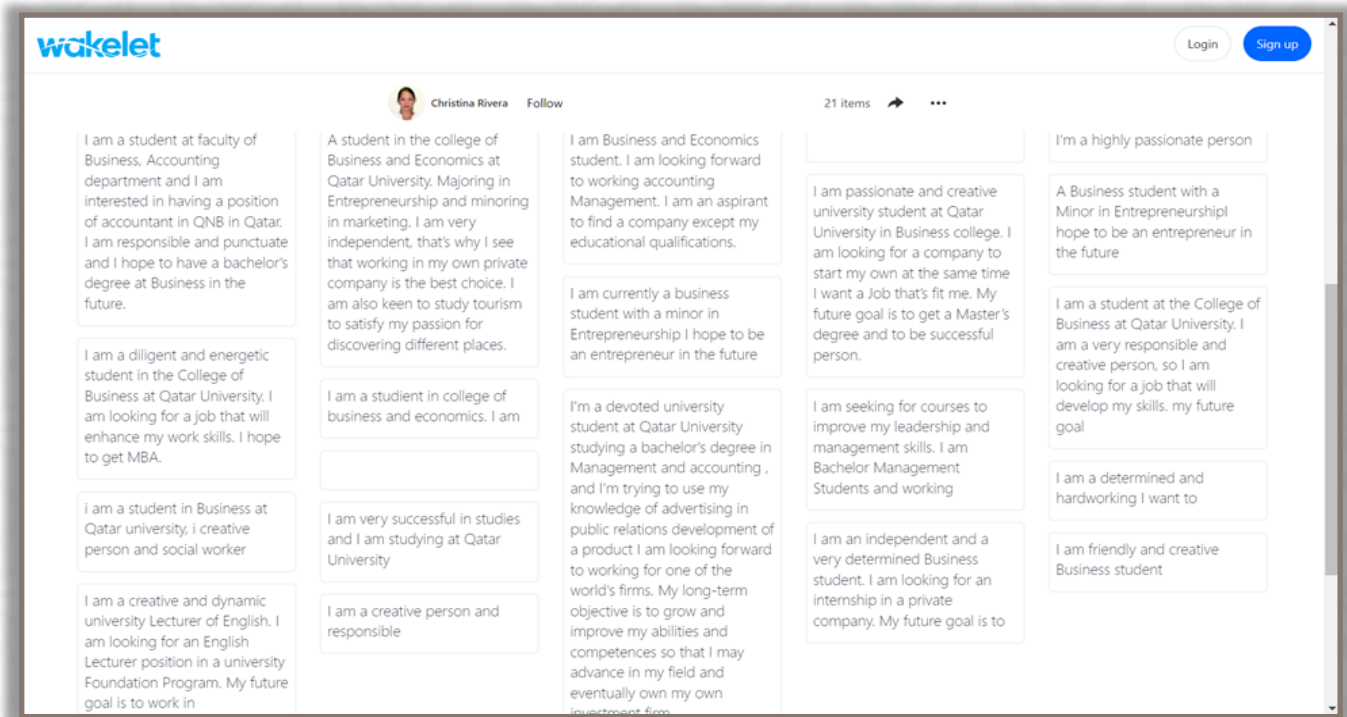 wakelet
Login
Sign up
Christina Rivera
Follow
21 items
I am a student at faculty of
Business, Accounting
department and I am
interested in having a position
of accountant in QNB in Qatar.
I am responsible and punctuate
and I hope to have a bachelor's
degree at Business in the
future.
I am a diligent and energetic
student in the College of
Business at Qatar University. I
am looking for a job that will
enhance my work skills. I hope
to get MBA.
i am a student in Business at
Qatar university, i creative
person and social worker
I am a creative and dynamic
university Lecturer of English. I
am looking for an English
Lecturer position in a university
Foundation Program. My future
goal is to work in
A student in the college of
Business and Economics at
Qatar University. Majoring in
Entrepreneurship and minoring
in marketing. I am very
independent, that's why I see
that working in my own private
company is the best choice. I
am also keen to study tourism
to satisfy my passion for
discovering different places.
I am a studient in college of
business and economics. I am
I am very successful in studies
and I am studying at Qatar
University
I am a creative person and
responsible
I am Business and Economics
student. I am looking forward
to working accounting
Management. I am an aspirant
to find a company except my
educational qualifications.
I am currently a business
student with a minor in
Entrepreneurship I hope to be
an entrepreneur in the future
I'm a devoted university
student at Qatar University
studying a bachelor's degree in
Management and accounting ,
and I'm trying to use my
knowledge of advertising in
public relations development of
a product I am looking forward
to working for one of the
world's firms. My long-term
objective is to grow and
improve my abilities and
competences so that I may
advance in my field and
eventually own my own
investment firm
I am passionate and creative
university student at Qatar
University in Business college. I
am looking for a company to
start my own at the same time
I want a Job that's fit me. My
future goal is to get a Master's
degree and to be successful
person.
I am seeking for courses to
improve my leadership and
management skills. I am
Bachelor Management
Students and working
I am an independent and a
very determined Business
student. I am looking for an
internship in a private
company. My future goal is to
I'm a highly passionate person
A Business student with a
Minor in EntrepreneurshipI
hope to be an entrepreneur in
the future
I am a student at the College of
Business at Qatar University. I
am a very responsible and
creative person, so I am
looking for a job that will
develop my skills. my future
goal
I am a determined and
hardworking I want to
I am friendly and creative
Business student